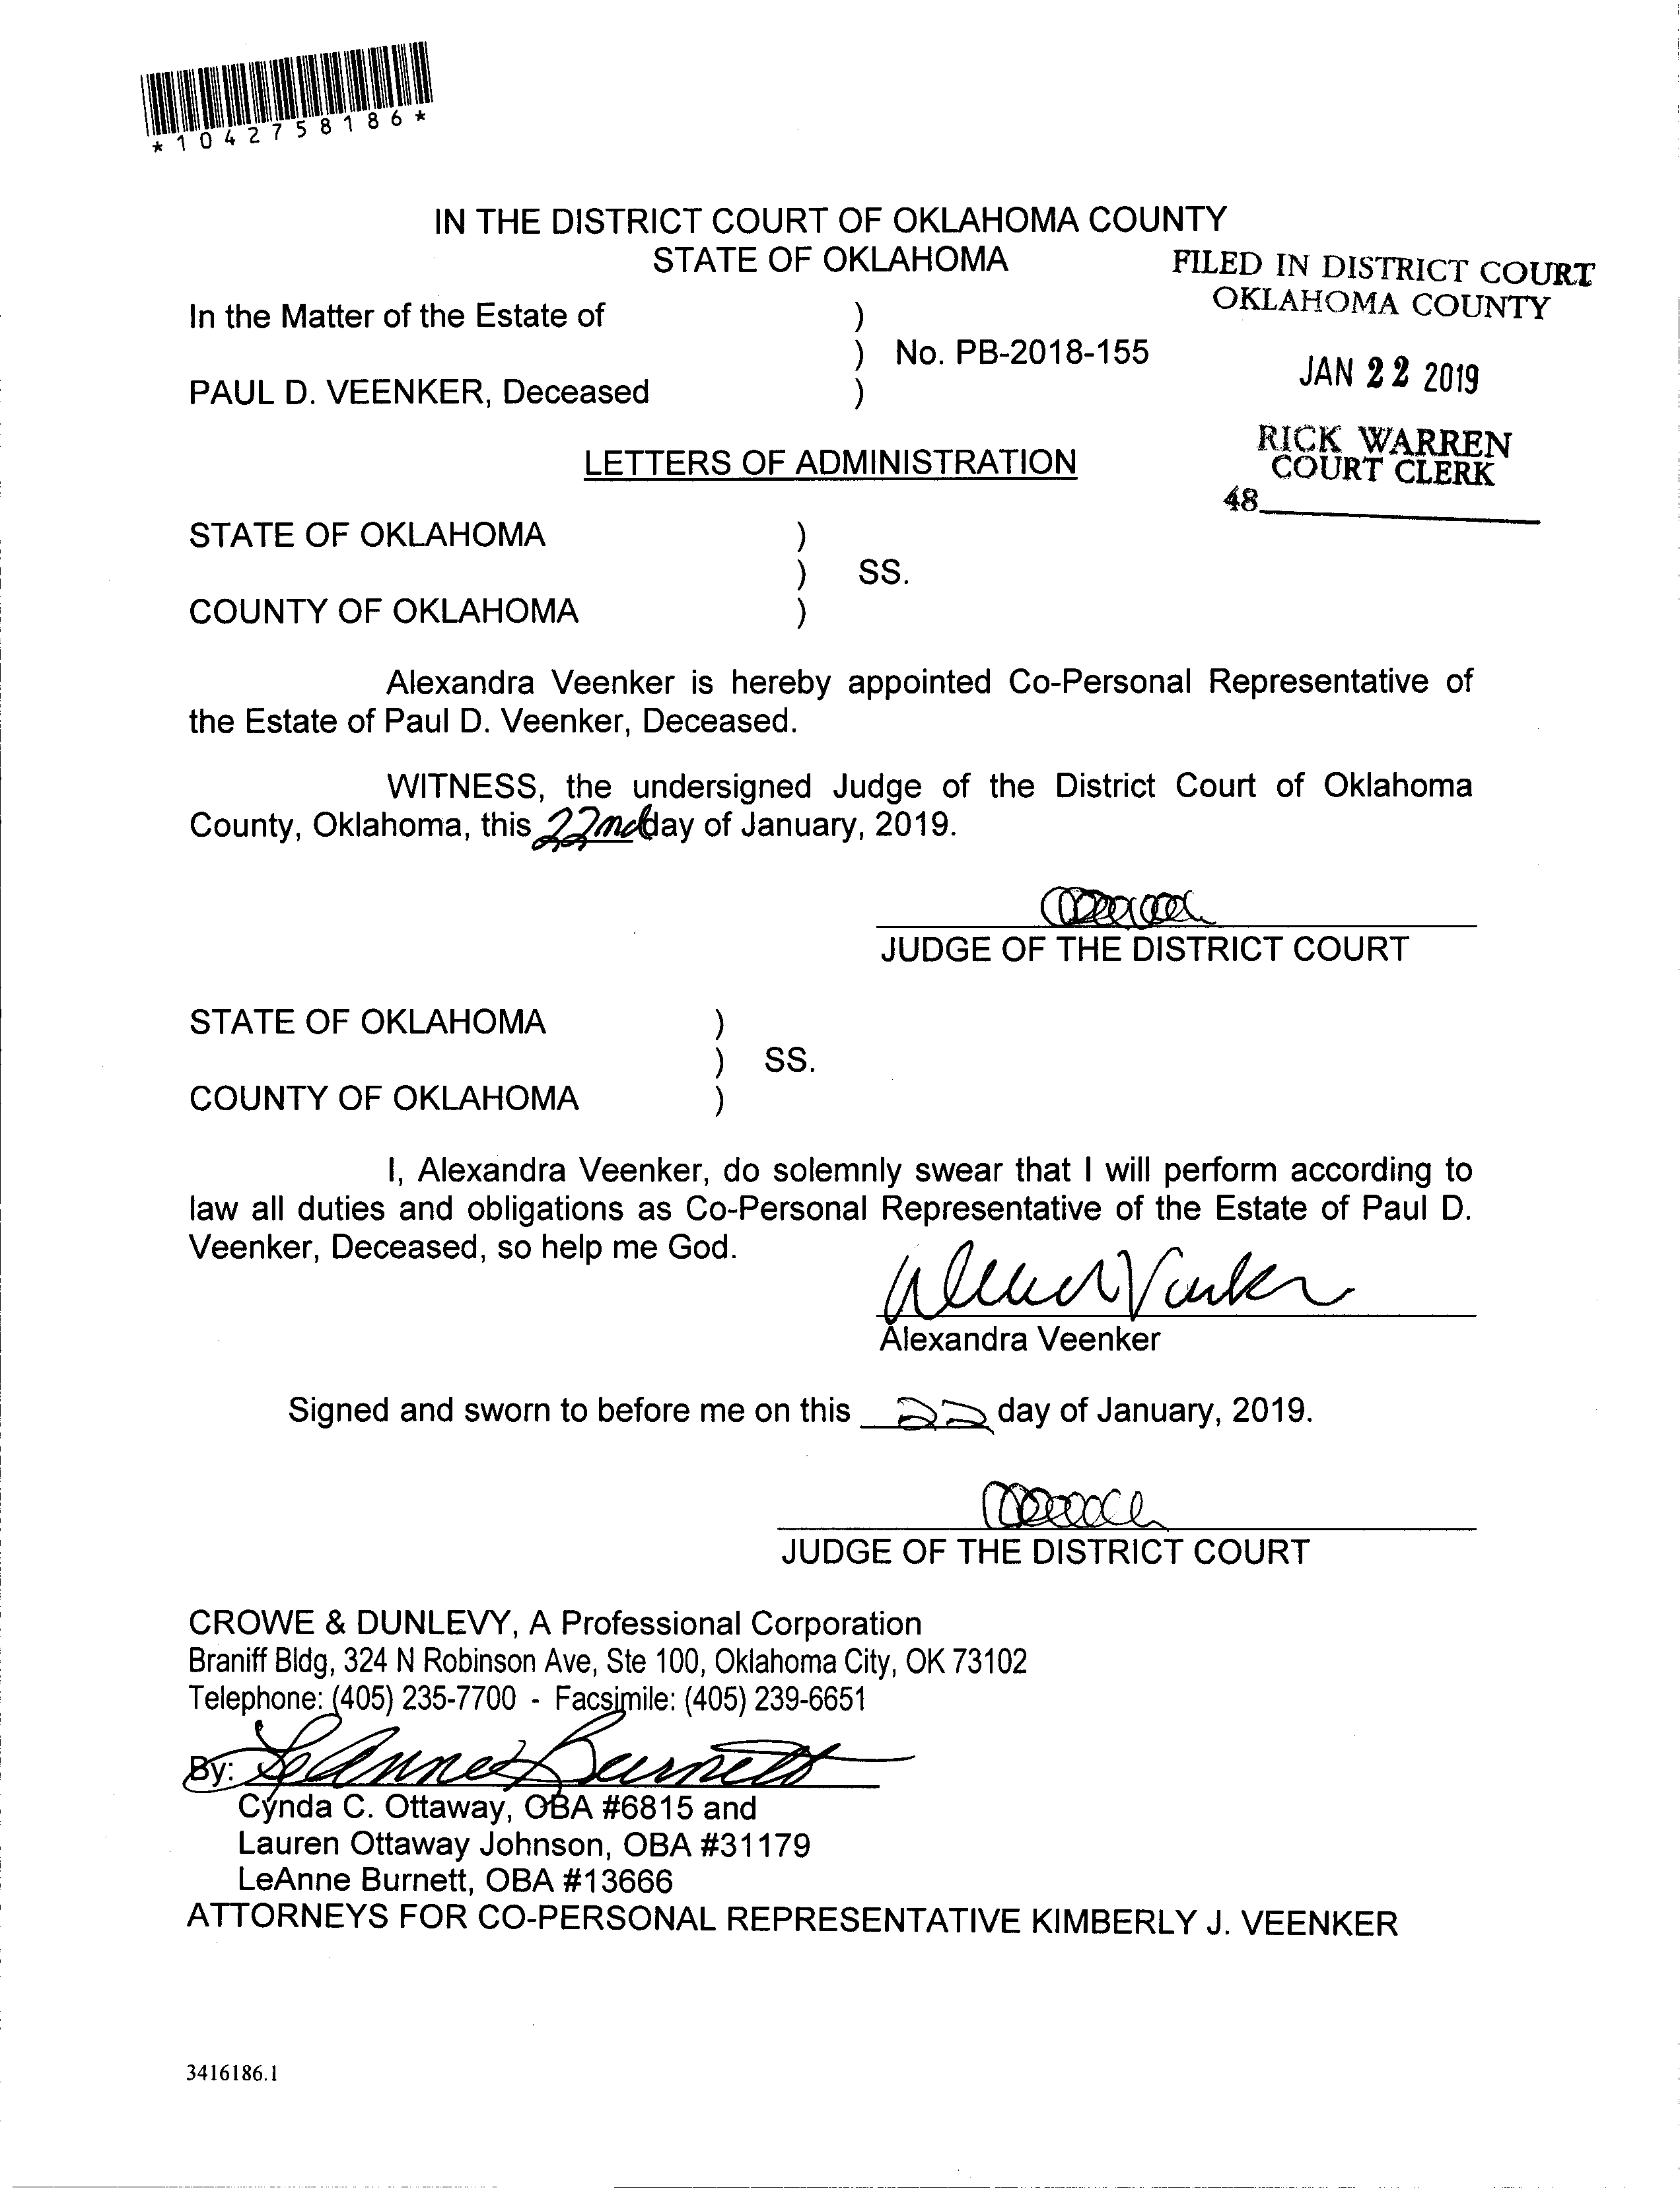 *1042758186*
IN THE DISTRICT COURT OF OKLAHOMA COUNTY
STATE OF OKLAHOMA
FILED IN DISTRICT COURT
OKLAHOMA COUNTY
In the Matter of the Estate of )
) No. PB-2018-155
JAN 22 2019
PAUL D. VEENKER, Deceased )
RICK WARREN
COURT CLERK
48
LETTERS OF ADMINISTRATION
STATE OF OKLAHOMA )
) SS.
COUNTY OF OKLAHOMA )
Alexandra Veenker is hereby appointed Co-Personal Representative of
the Estate of Paul D. Veenker, Deceased.
WITNESS, the undersigned Judge of the District Court of Oklahoma
County, Oklahoma, this 22nd day of January, 2019.
JUDGE OF THE DISTRICT COURT
STATE OF OKLAHOMA )
) SS.
COUNTY OF OKLAHOMA )
I, Alexandra Veenker, do solemnly swear that I will perform according to
law all duties and obligations as Co-Personal Representative of the Estate of Paul D.
Veenker, Deceased, so help me God.
Alexandra Veenker
Signed and sworn to before me on this 22 day of January, 2019.
JUDGE OF THE DISTRICT COURT
CROWE & DUNLEVY, A Professional Corporation
Braniff Bldg, 324 N Robinson Ave, Ste 100, Oklahoma City, OK 73102
Telephone: (405) 235-7700 - Facsimile: (405) 239-6651
By: LeAnne Burnett
Cynda C. Ottaway, OBA #6815 and
Lauren Ottaway Johnson, OBA #31179
LeAnne Burnett, OBA #13666
ATTORNEYS FOR CO-PERSONAL REPRESENTATIVE KIMBERLY J. VEENKER
3416186.1